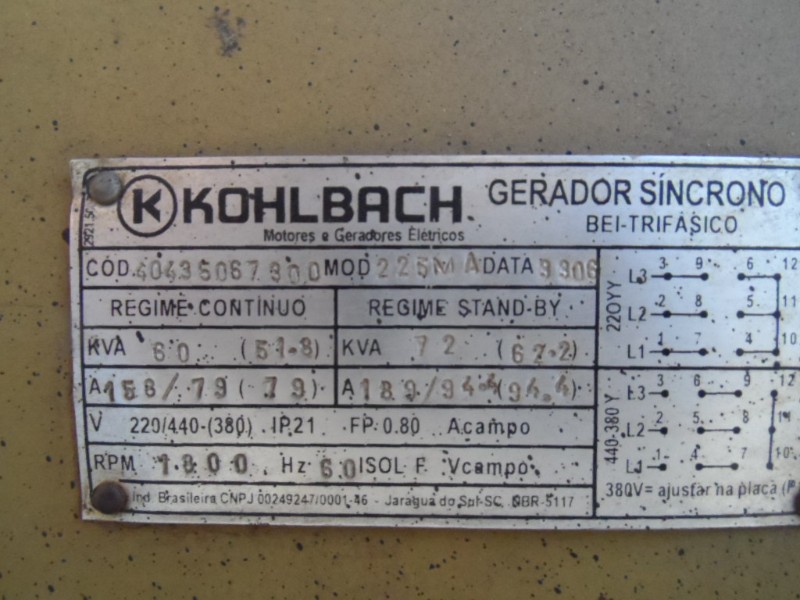 K KOHLBACH. GERADOR SÍNCRONO
Motores e Geradores Elétricos BEI-TRIFÁSICO
CÓD. MOD 225MA DATA 9906
REGIME CONTÍNUO REGIME STAND-BY
KVA 60 (51.8) KVA 72 (62.2)
A 158/79 (79) A 189/94.4 (94.4)
V 220/440-(380) IP.21 FP 0.80 A.campo
RPM 1800 Hz 60 ISOL F Vcampo
Ind. Brasileira CNPJ 00249247/0001-46 - Jaraguá do Sul-SC. NBR-5117
220YY
3 9 6 12
L3
2 8 5 11
L2
1 7 4 10
L1
440-380 Y
3 6 9 12
L3
2 5 8 11
L2
1 4 7 10
L1
380V= ajustar na placa